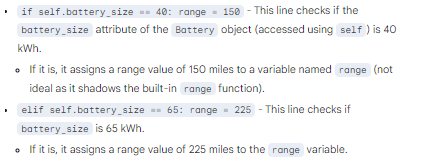 • if self.battery_size == 40: range = 150 - This line checks if the
battery_size attribute of the Battery object (accessed using self ) is 40
kWh.
o If it is, it assigns a range value of 150 miles to a variable named range (not
ideal as it shadows the built-in range function).
• elif self.battery_size == 65: range = 225 - This line checks if
battery_size is 65 kWh.
o If it is, it assigns a range value of 225 miles to the range variable.